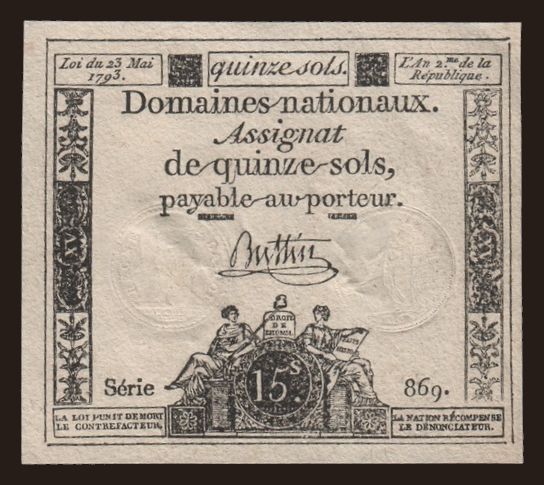 Loi du 23 Mai
1793.
quinze sols.
L'An 2.me de la
République.
Domaines nationaux.
Assignat
de quinze sols,
payable au porteur.
Buttin
DROIT
DE
L'HOMME
15s.
Série 869.
LA LOI PUNIT DE MORT
LE CONTREFACTEUR.
LA NATION RÉCOMPENSE
LE DÉNONCIATEUR.